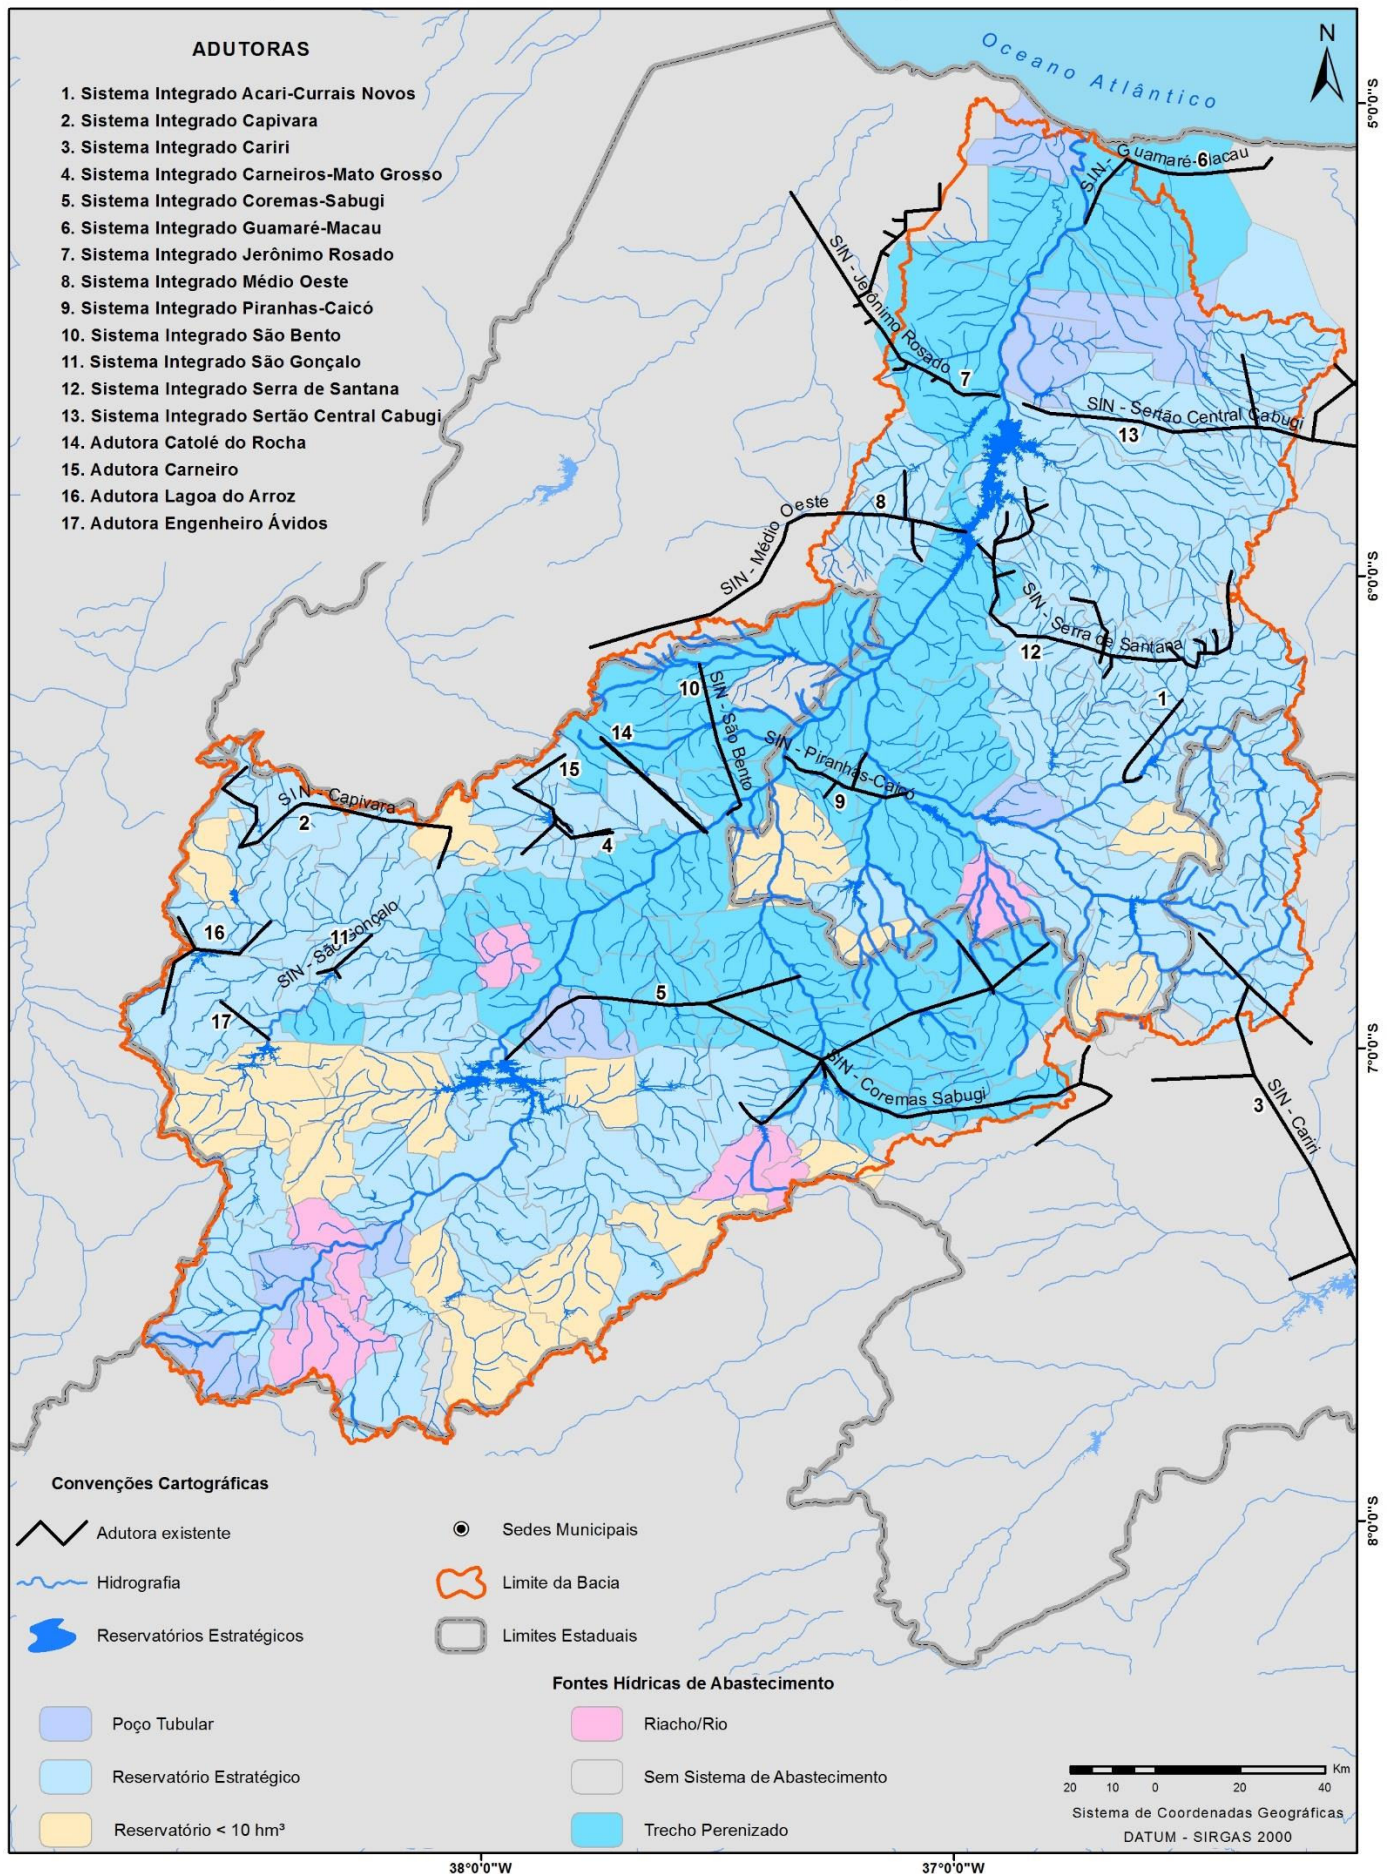 ADUTORAS
1. Sistema Integrado Acari-Currais Novos
2. Sistema Integrado Capivara
3. Sistema Integrado Cariri
4. Sistema Integrado Carneiros-Mato Grosso
5. Sistema Integrado Coremas-Sabugi
6. Sistema Integrado Guamaré-Macau
7. Sistema Integrado Jerônimo Rosado
8. Sistema Integrado Médio Oeste
9. Sistema Integrado Piranhas-Caicó
10. Sistema Integrado São Bento
11. Sistema Integrado São Gonçalo
12. Sistema Integrado Serra de Santana
13. Sistema Integrado Sertão Central Cabugi
14. Adutora Catolé do Rocha
15. Adutora Carneiro
16. Adutora Lagoa do Arroz
17. Adutora Engenheiro Ávidos
Oceano Atlântico
N
5°0'0"S
SIN - Guamaré-Macau
6
SIN - Jerônimo Rosado
7
SIN - Sertão Central Cabugi
13
SIN - Médio Oeste
8
6°0'0"S
SIN - Serra de Santana
12
1
10
SIN - São Bento
14
SIN - Piranhas-Caicó
9
15
4
SIN - Capivara
2
16
11
SIN - São Gonçalo
17
5
7°0'0"S
SIN - Coremas Sabugi
SIN - Cariri
3
8°0'0"S
Convenções Cartográficas
Adutora existente
Sedes Municipais
Hidrografia
Limite da Bacia
Reservatórios Estratégicos
Limites Estaduais
Fontes Hídricas de Abastecimento
Poço Tubular
Riacho/Rio
Reservatório Estratégico
Sem Sistema de Abastecimento
Reservatório < 10 hm³
Trecho Perenizado
Km
20 10 0 20 40
Sistema de Coordenadas Geográficas
DATUM - SIRGAS 2000
38°0'0"W
37°0'0"W